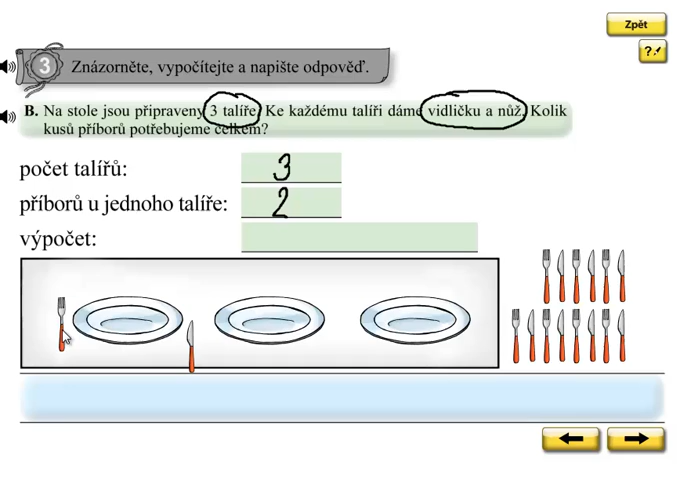 Zpět
?
3 Znázorněte, vypočítejte a napište odpověď.
B. Na stole jsou připraveny 3 talíře. Ke každému talíři dáme vidličku a nůž. Kolik
kusů příborů potřebujeme celkem?
počet talířů: 3
příborů u jednoho talíře: 2
výpočet: